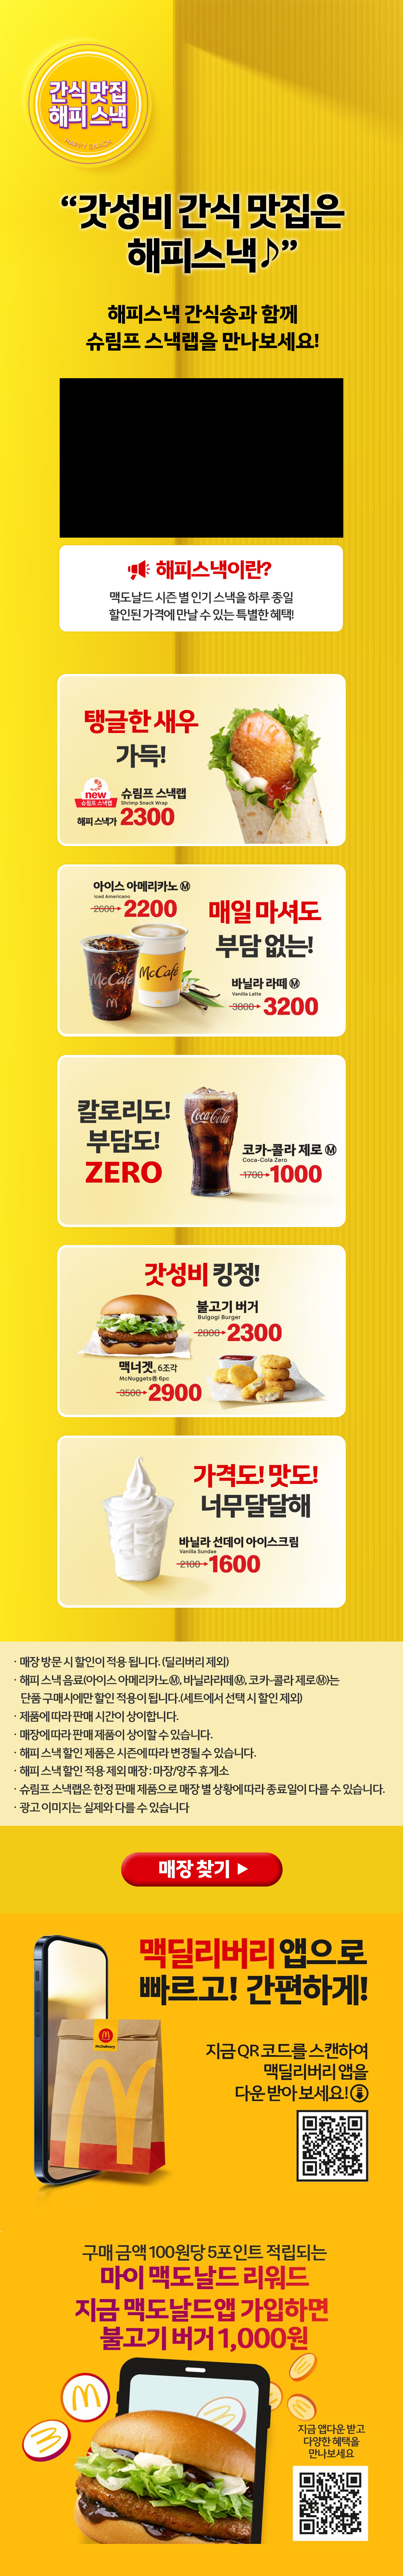 간식 맛집
해피 스낵
HAPPY SNACK
“갓성비 간식 맛집은
해피스낵♪”
해피스낵 간식송과 함께
슈림프 스낵랩을 만나보세요!
해피스낵이란?
맥도날드 시즌 별 인기 스낵을 하루 종일
할인된 가격에 만날 수 있는 특별한 혜택!
탱글한 새우
가득!
new
슈림프 스낵랩
슈림프 스낵랩
Shrimp Snack Wrap
해피 스낵가 2300
아이스 아메리카노 Ⓜ
Iced Americano
2600 2200
매일 마셔도
부담 없는!
McCafé
McCafé
바닐라 라떼 Ⓜ
Vanilla Latte
3800 3200
칼로리도!
부담도!
ZERO
Coca-Cola
코카-콜라 제로 Ⓜ
Coca-Cola Zero
1700 1000
갓성비 킹정!
불고기 버거
Bulgogi Burger
2800 2300
맥너겟® 6조각
McNuggets® 6pc
3500 2900
가격도! 맛도!
너무 달달해
바닐라 선데이 아이스크림
Vanilla Sundae
2100 1600
· 매장 방문 시 할인이 적용 됩니다. (딜리버리 제외)
· 해피 스낵 음료(아이스 아메리카노Ⓜ, 바닐라라떼Ⓜ, 코카-콜라 제로Ⓜ)는
단품 구매시에만 할인 적용이 됩니다.(세트에서 선택 시 할인 제외)
· 제품에 따라 판매 시간이 상이합니다.
· 매장에 따라 판매 제품이 상이할 수 있습니다.
· 해피 스낵 할인 제품은 시즌에 따라 변경될 수 있습니다.
· 해피 스낵 할인 적용 제외 매장 : 마장/양주 휴게소
· 슈림프 스낵랩은 한정 판매 제품으로 매장 별 상황에 따라 종료일이 다를 수 있습니다.
· 광고 이미지는 실제와 다를 수 있습니다
매장 찾기 ▶
맥딜리버리 앱으로
빠르고! 간편하게!
McDelivery
지금 QR 코드를 스캔하여
맥딜리버리 앱을
다운 받아 보세요!
구매 금액 100원당 5포인트 적립되는
마이 맥도날드 리워드
지금 맥도날드앱 가입하면
불고기 버거 1,000원
지금 앱다운 받고
다양한 혜택을
만나보세요